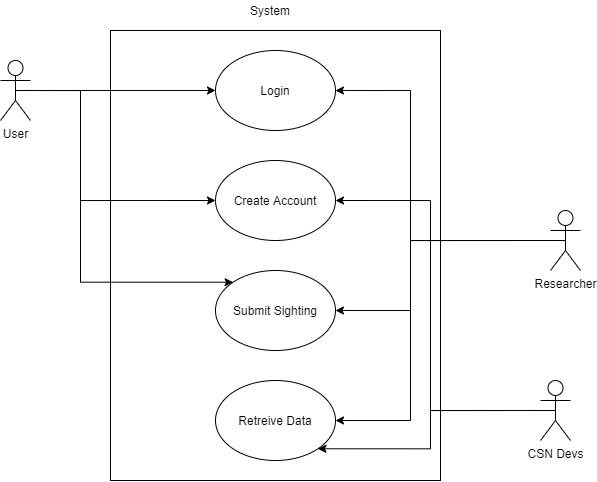 System
Login
User
Create Account
Researcher
Submit Sighting
Retreive Data
CSN Devs